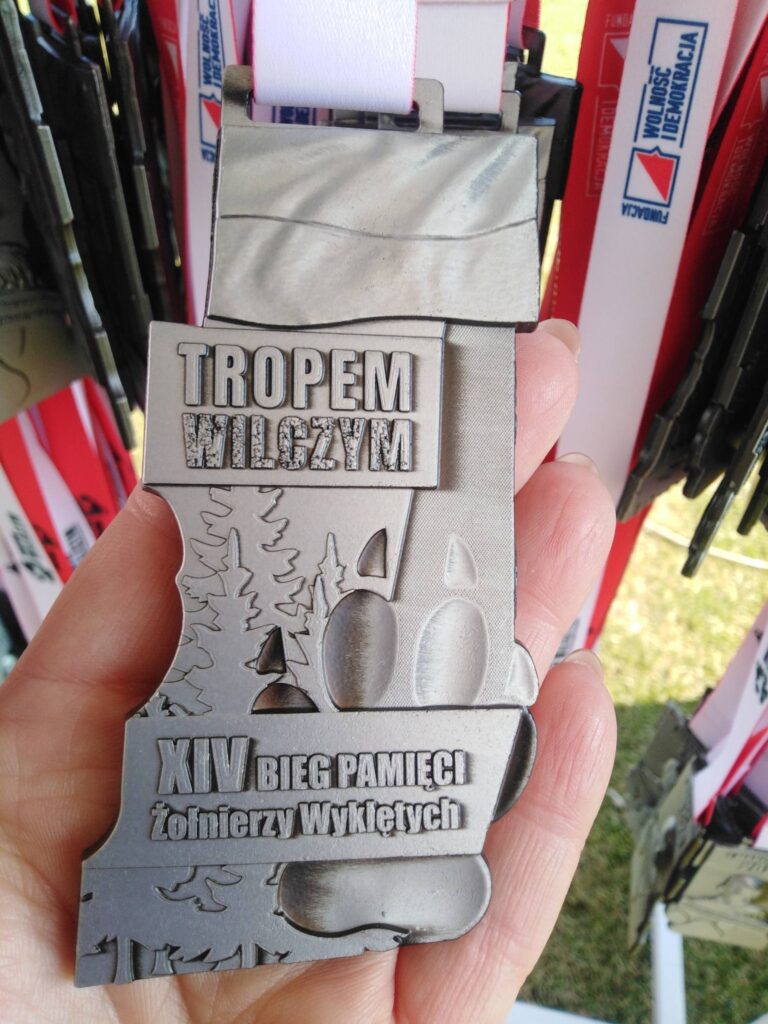 TROPEM
WILCZYM
XIV BIEG PAMIĘCI
Żołnierzy Wyklętych
FUNDACJA
WOLNOŚĆ
I DEMOKRACJA